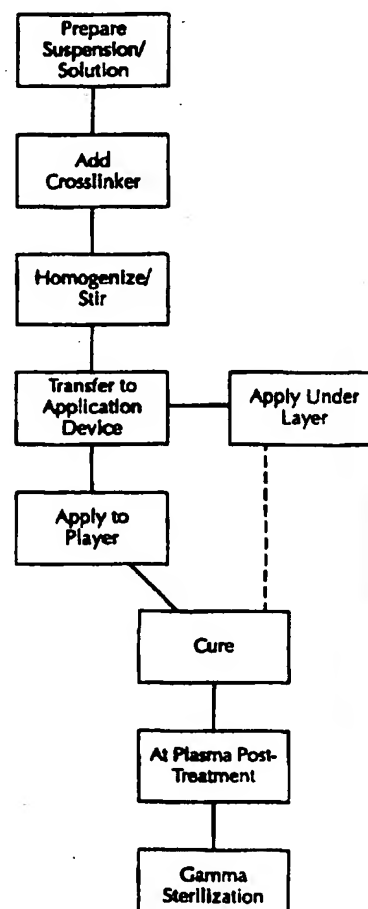 Prepare
Suspension/
Solution
Add
Crosslinker
Homogenize/
Stir
Transfer to
Application
Device
Apply Under
Layer
Apply to
Player
Cure
At Plasma Post-
Treatment
Gamma
Sterilization